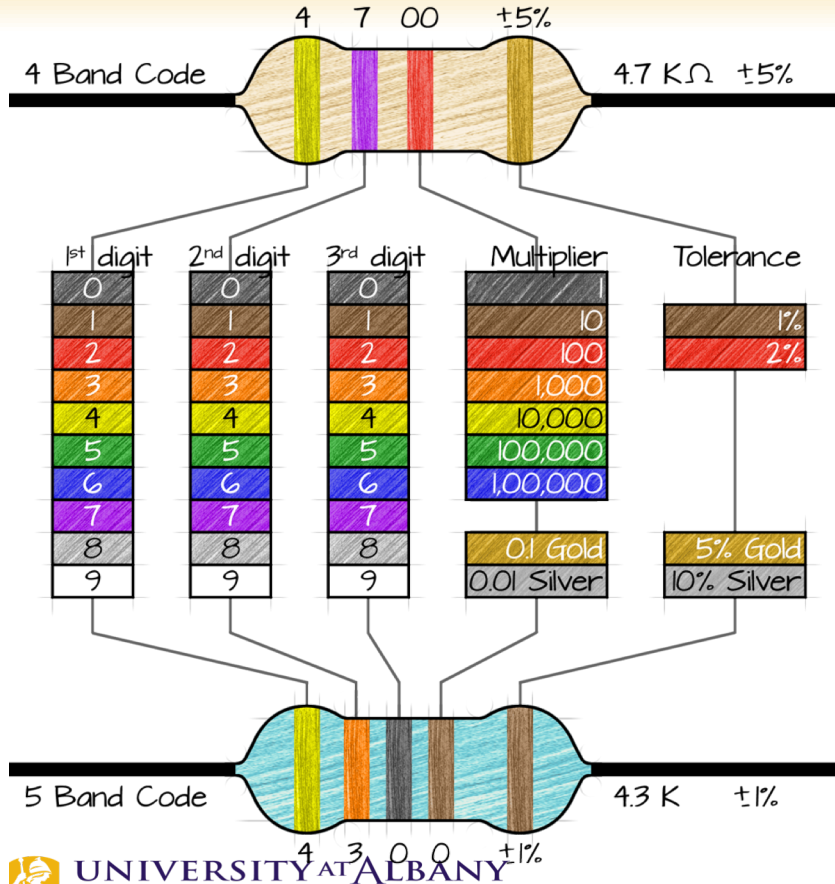 4 7 00 ±5%
4 Band Code 4.7 KΩ ±5%
1st digit 2nd digit 3rd digit Multiplier Tolerance
0 0 0 1
1 1 1 10 1%
2 2 2 100 2%
3 3 3 1,000
4 4 4 10,000
5 5 5 100,000
6 6 6 1,00,000
7 7 7
8 8 8 0.1 Gold 5% Gold
9 9 9 0.01 Silver 10% Silver
5 Band Code 4.3 K ±1%
4 3 0 0 ±1%
UNIVERSITY AT ALBANY